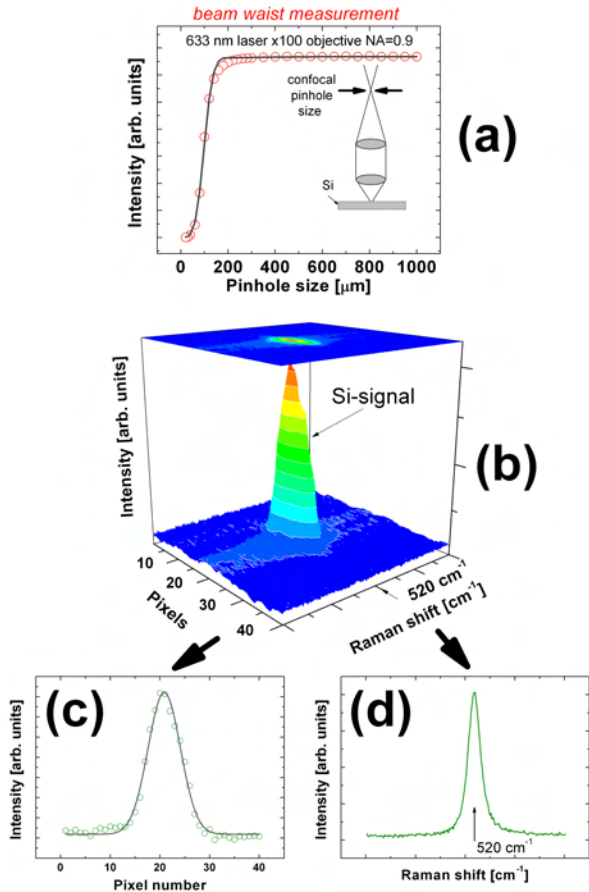 beam waist measurement
633 nm laser x100 objective NA=0.9
confocal
pinhole
size
Si
(a)
Intensity [arb. units]
0 200 400 600 800 1000
Pinhole size [μm]
Si-signal
(b)
Intensity [arb. units]
10
20
30
40
Pixels
520 cm⁻¹
Raman shift [cm⁻¹]
(c)
Intensity [arb. units]
0 10 20 30 40
Pixel number
(d)
Intensity [arb. units]
520 cm⁻¹
Raman shift [cm⁻¹]